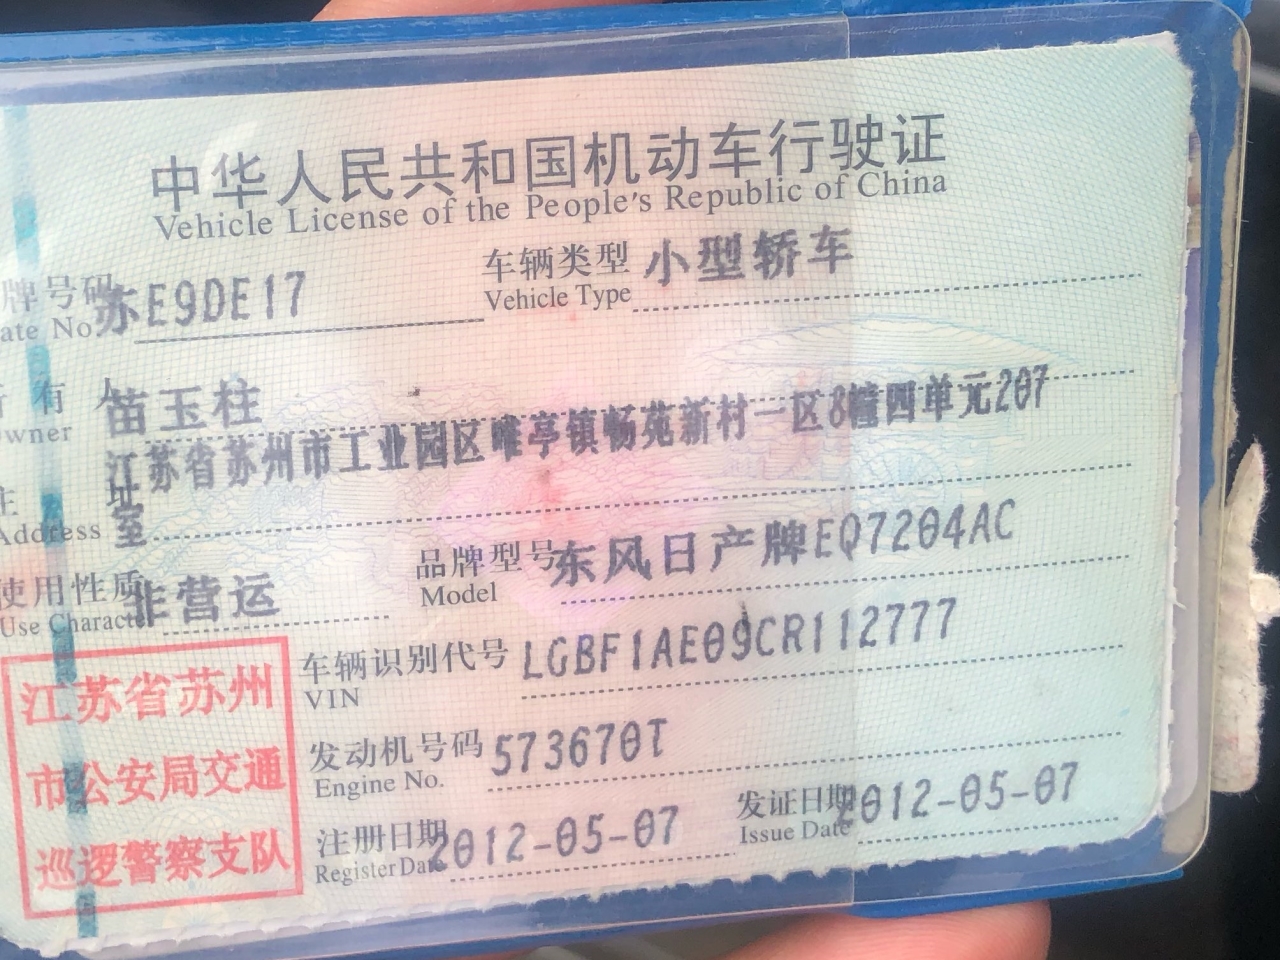 中华人民共和国机动车行驶证
Vehicle License of the People's Republic of China
牌号码 苏E9DE17 车辆类型 小型轿车
ate No. Vehicle Type
所有人 苗玉柱
Owner
江苏省苏州市工业园区唯亭镇畅苑新村一区8幢四单元207
住址 室
Address
使用性质 非营运 品牌型号 东风日产牌EQ7204AC
Use Character Model
车辆识别代号 LGBF1AE09CR112777
VIN
发动机号码 573670T
Engine No.
注册日期 2012-05-07 发证日期 2012-05-07
Register Date Issue Date
江苏省苏州
市公安局交通
巡逻警察支队